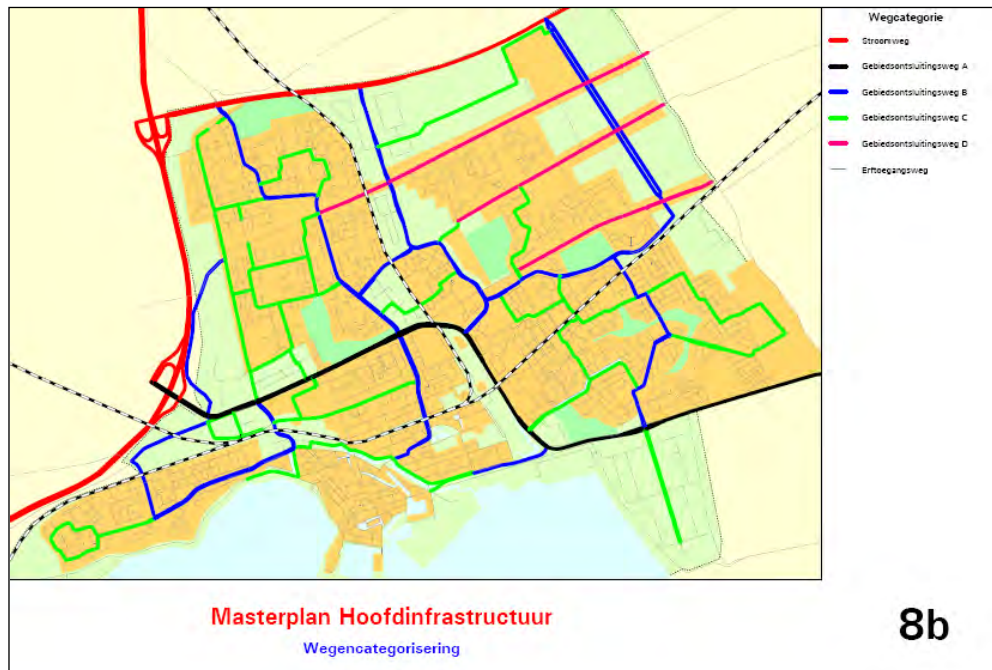 Wegcategorie
Stroomweg
Gebiedsontsluitingsweg A
Gebiedsontsluitingsweg B
Gebiedsontsluitingsweg C
Gebiedsontsluitingsweg D
Erftoegangsweg
Masterplan Hoofdinfrastructuur
Wegencategorisering
8b